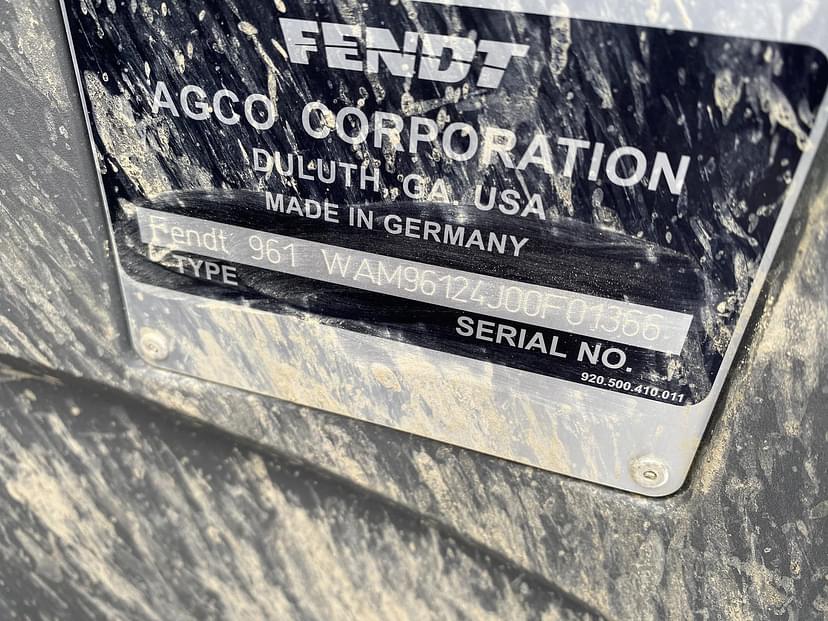 FENDT
AGCO CORPORATION
DULUTH, GA. USA
MADE IN GERMANY
Fendt 961 WAM96124J00F01366
TYPE
SERIAL NO.
920.500.410.011